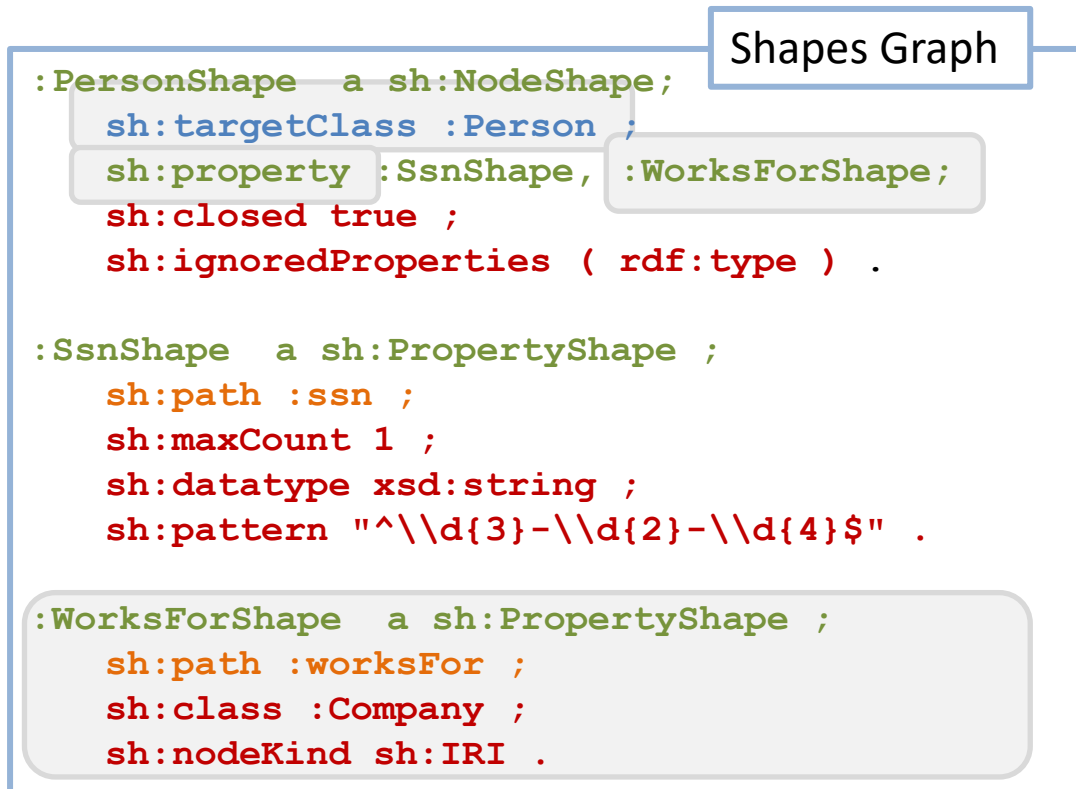 Shapes Graph
:PersonShape a sh:NodeShape;
sh:targetClass :Person ;
sh:property :SsnShape, :WorksForShape;
sh:closed true ;
sh:ignoredProperties ( rdf:type ) .
:SsnShape a sh:PropertyShape ;
sh:path :ssn ;
sh:maxCount 1 ;
sh:datatype xsd:string ;
sh:pattern "^\\d{3}-\\d{2}-\\d{4}$" .
:WorksForShape a sh:PropertyShape ;
sh:path :worksFor ;
sh:class :Company ;
sh:nodeKind sh:IRI .